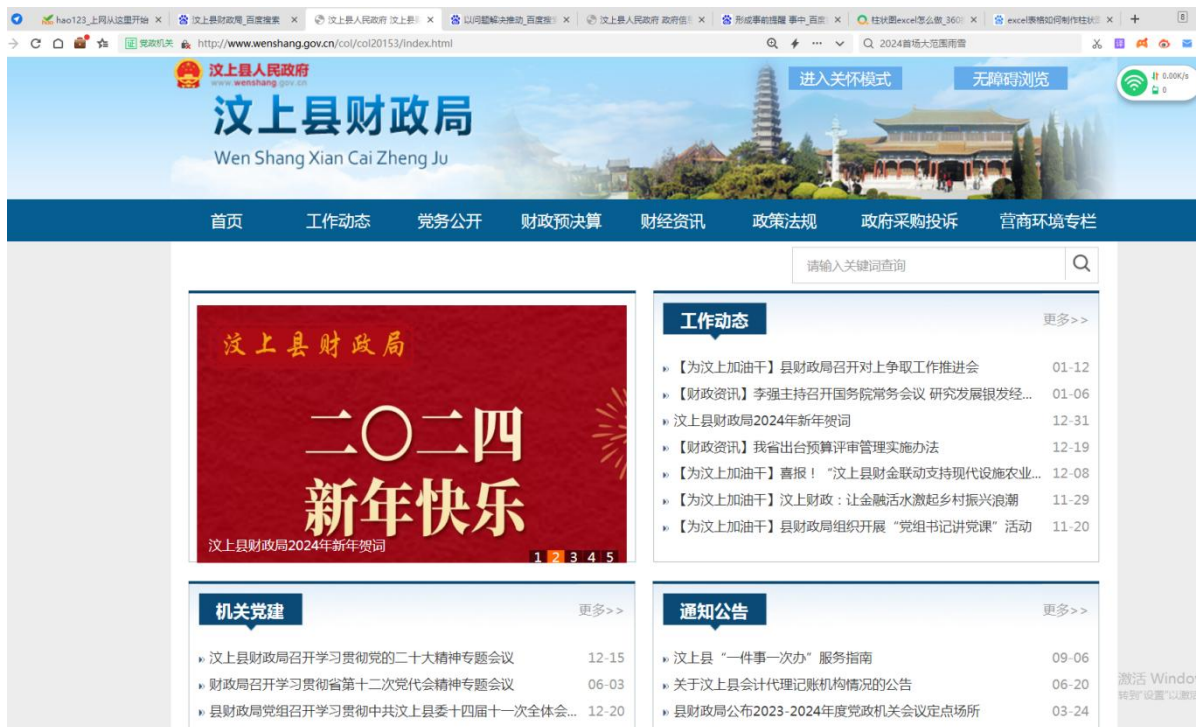 hao123_上网从这里开始 ×
汶上县财政局_百度搜索 ×
汶上县人民政府 汶上县 ×
以问题解决推动_百度搜 ×
汶上县人民政府 政府信 ×
形成事前提醒 事中_百 ×
柱状图excel怎么做_360 ×
excel表格如何制作柱状 × +
8
证 党政机关 http://www.wenshang.gov.cn/col/col20153/index.html
2024首场大范围雨雪
0.00K/s
0
汶上县人民政府
www.wenshang.gov.cn
进入关怀模式 无障碍浏览
汶上县财政局
Wen Shang Xian Cai Zheng Ju
首页 工作动态 党务公开 财政预决算 财经资讯 政策法规 政府采购投诉 营商环境专栏
请输入关键词查询
汶上县财政局
二〇二四
新年快乐
汶上县财政局2024年新年贺词
1 2 3 4 5
工作动态 更多>>
【为汶上加油干】县财政局召开对上争取工作推进会 01-12
【财政资讯】李强主持召开国务院常务会议 研究发展银发经... 01-06
汶上县财政局2024年新年贺词 12-31
【财政资讯】我省出台预算评审管理实施办法 12-19
【为汶上加油干】喜报！“汶上县财金联动支持现代设施农业... 12-08
【为汶上加油干】汶上财政：让金融活水激起乡村振兴浪潮 11-29
【为汶上加油干】县财政局组织开展“党组书记讲党课”活动 11-20
机关党建 更多>>
汶上县财政局召开学习贯彻党的二十大精神专题会议 12-15
财政局召开学习贯彻省第十二次党代会精神专题会议 06-03
县财政局党组召开学习贯彻中共汶上县委十四届十一次全体会... 12-20
通知公告 更多>>
汶上县“一件事一次办”服务指南 09-06
关于汶上县会计代理记账机构情况的公告 06-20
县财政局公布2023-2024年度党政机关会议定点场所 03-24
激活 Windo
转到"设置"以激